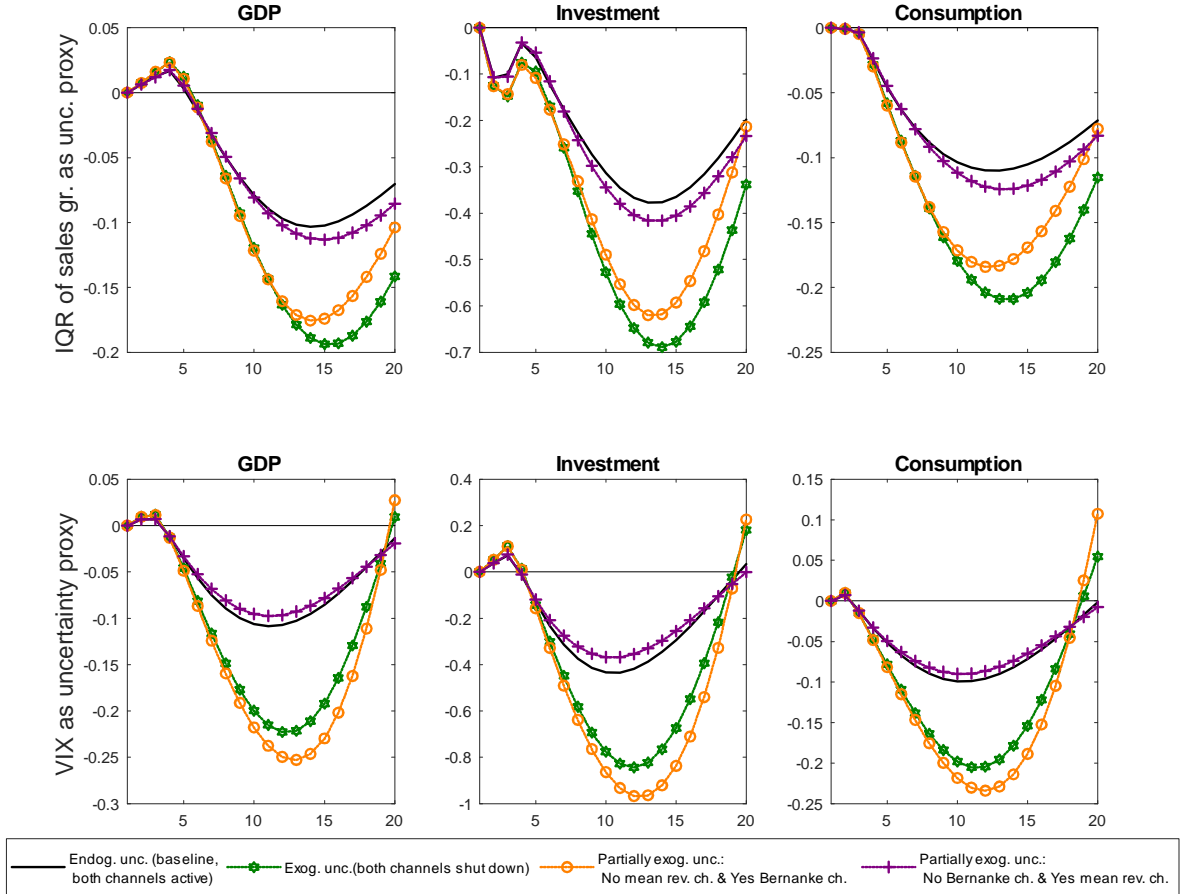 GDP
Investment
Consumption
IQR of sales gr. as unc. proxy
0.05
0
-0.05
-0.1
-0.15
-0.2
5 10 15 20
0
-0.1
-0.2
-0.3
-0.4
-0.5
-0.6
-0.7
5 10 15 20
0
-0.05
-0.1
-0.15
-0.2
-0.25
5 10 15 20
GDP
Investment
Consumption
VIX as uncertainty proxy
0.05
0
-0.05
-0.1
-0.15
-0.2
-0.25
-0.3
5 10 15 20
0.4
0.2
0
-0.2
-0.4
-0.6
-0.8
-1
5 10 15 20
0.15
0.1
0.05
0
-0.05
-0.1
-0.15
-0.2
-0.25
5 10 15 20
Endog. unc. (baseline,
both channels active)
Exog. unc.(both channels shut down)
Partially exog. unc.:
No mean rev. ch. & Yes Bernanke ch.
Partially exog. unc.:
No Bernanke ch. & Yes mean rev. ch.